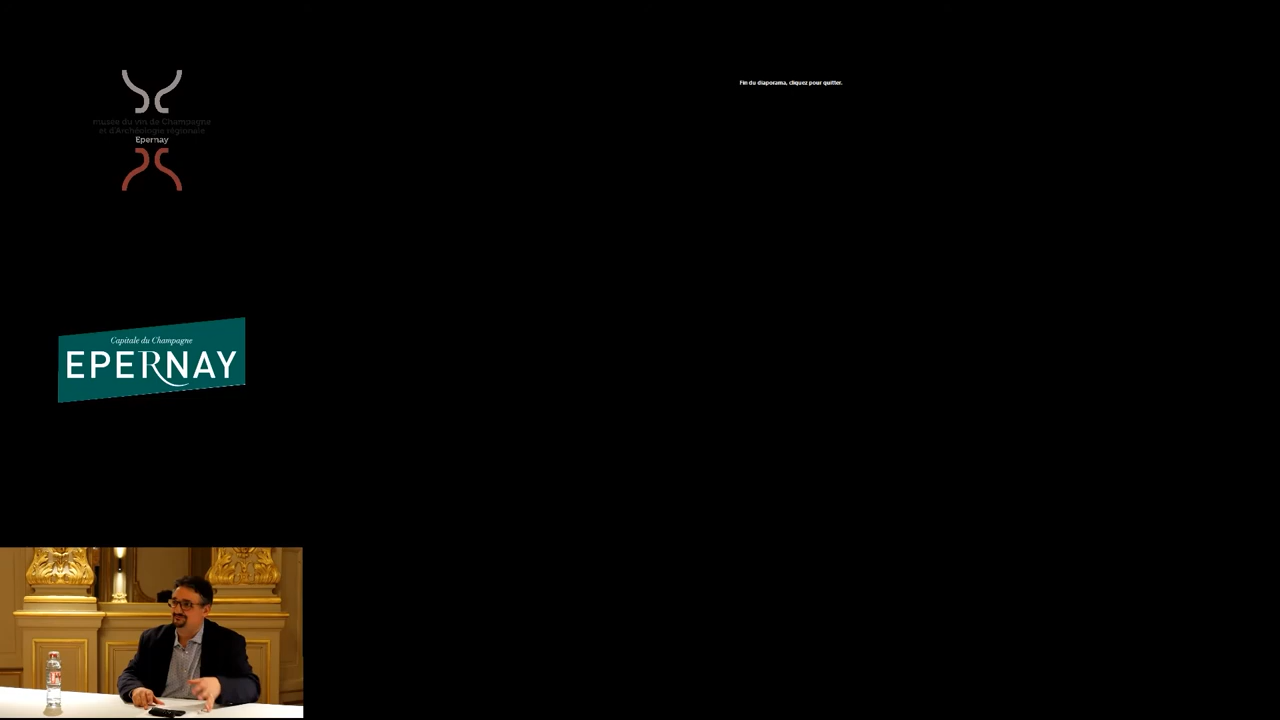 musée du vin de Champagne
et d'Archéologie régionale
Epernay
Fin du diaporama, cliquez pour quitter.
Capitale du Champagne
EPERNAY